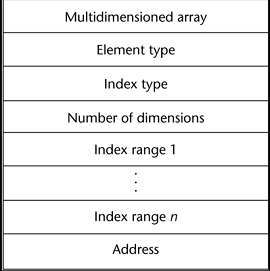 Multidimensioned array
Element type
Index type
Number of dimensions
Index range 1
⋮
Index range n
Address